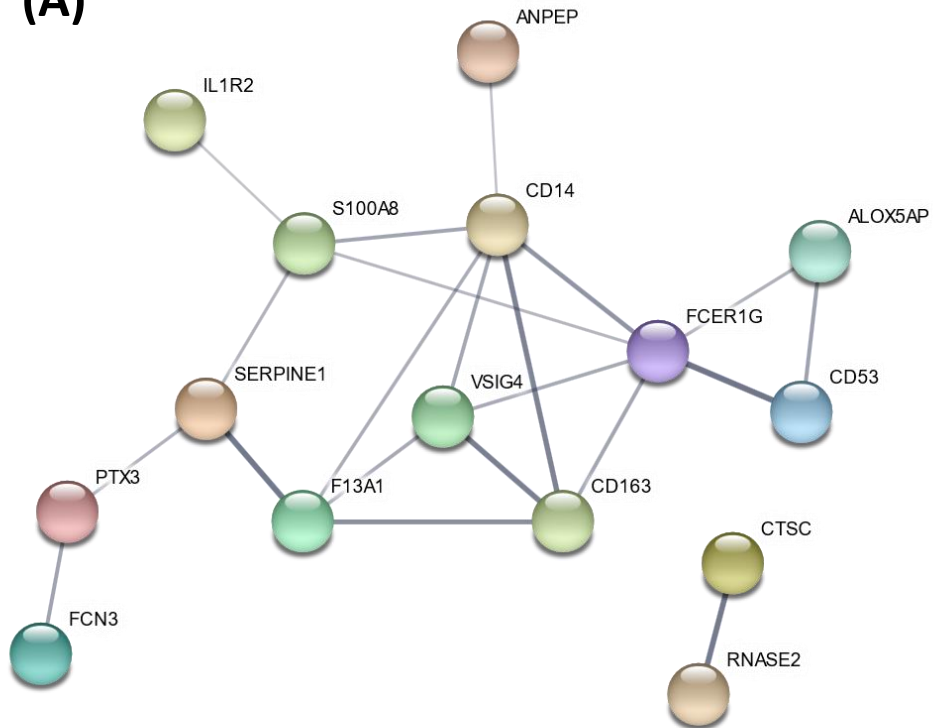 (A)
ANPEP
IL1R2
CD14
S100A8
ALOX5AP
FCER1G
SERPINE1
VSIG4
CD53
PTX3
F13A1
CD163
CTSC
FCN3
RNASE2